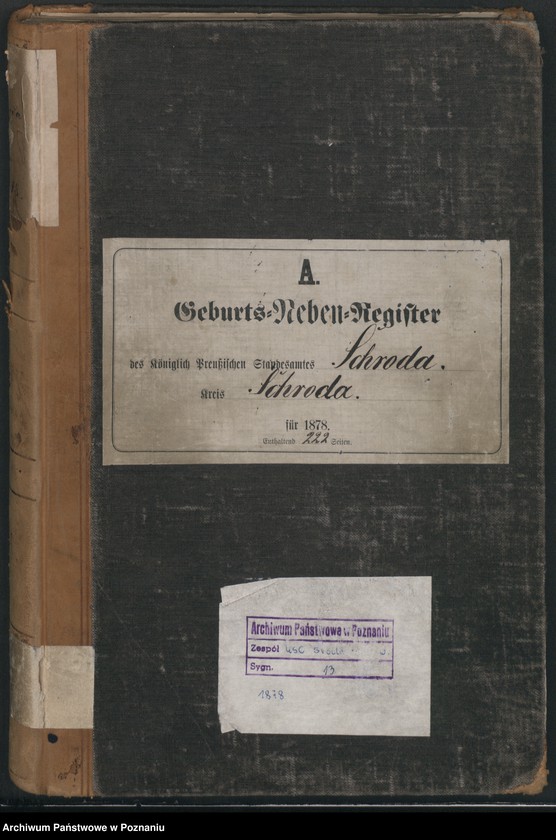 A.
Geburts-Neben-Register
des Königlich Preußischen Standesamtes Schroda.
Kreis Schroda.
für 1878.
Enthaltend 222 Seiten.
Archiwum Państwowe w Poznaniu
Zespół USC
Sygn. 13
1878
Archiwum Państwowe w Poznaniu